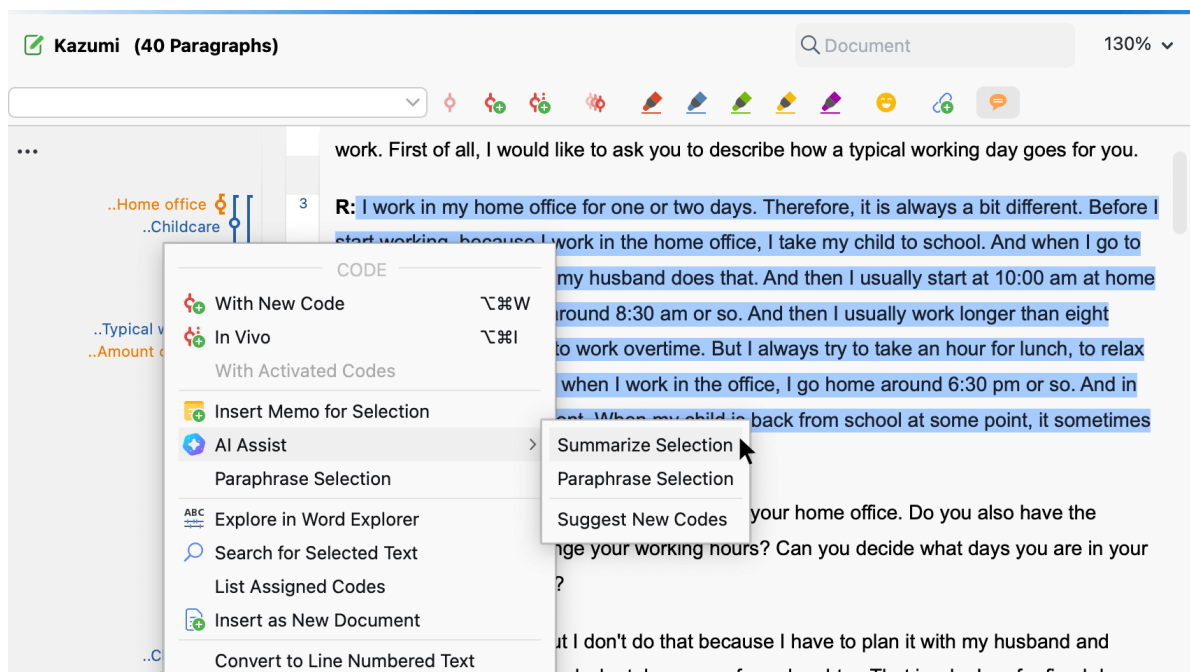 Kazumi (40 Paragraphs)
Document
130%
work. First of all, I would like to ask you to describe how a typical working day goes for you.
..Home office
..Childcare
3
R: I work in my home office for one or two days. Therefore, it is always a bit different. Before I
start working, because I work in the home office, I take my child to school. And when I go to
my husband does that. And then I usually start at 10:00 am at home
around 8:30 am or so. And then I usually work longer than eight
to work overtime. But I always try to take an hour for lunch, to relax
when I work in the office, I go home around 6:30 pm or so. And in
When my child is back from school at some point, it sometimes
your home office. Do you also have the
your working hours? Can you decide what days you are in your
?
I don't do that because I have to plan it with my husband and
..Typical
..Amount
..C
CODE
With New Code ⌥⌘W
In Vivo ⌥⌘I
With Activated Codes
Insert Memo for Selection
AI Assist
Paraphrase Selection
ABC
Explore in Word Explorer
Search for Selected Text
List Assigned Codes
Insert as New Document
Convert to Line Numbered Text
Summarize Selection
Paraphrase Selection
Suggest New Codes